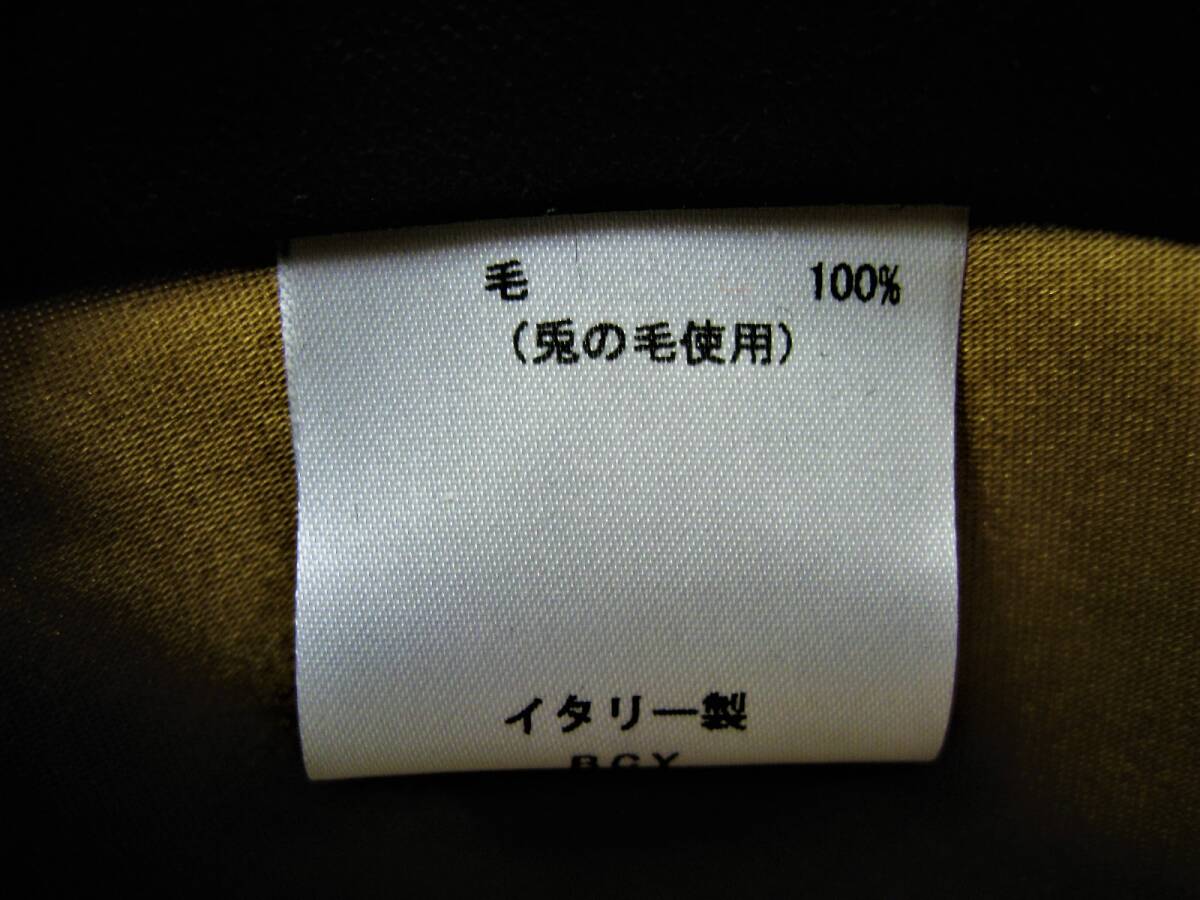 毛 100%
(兎の毛使用)
イタリー製